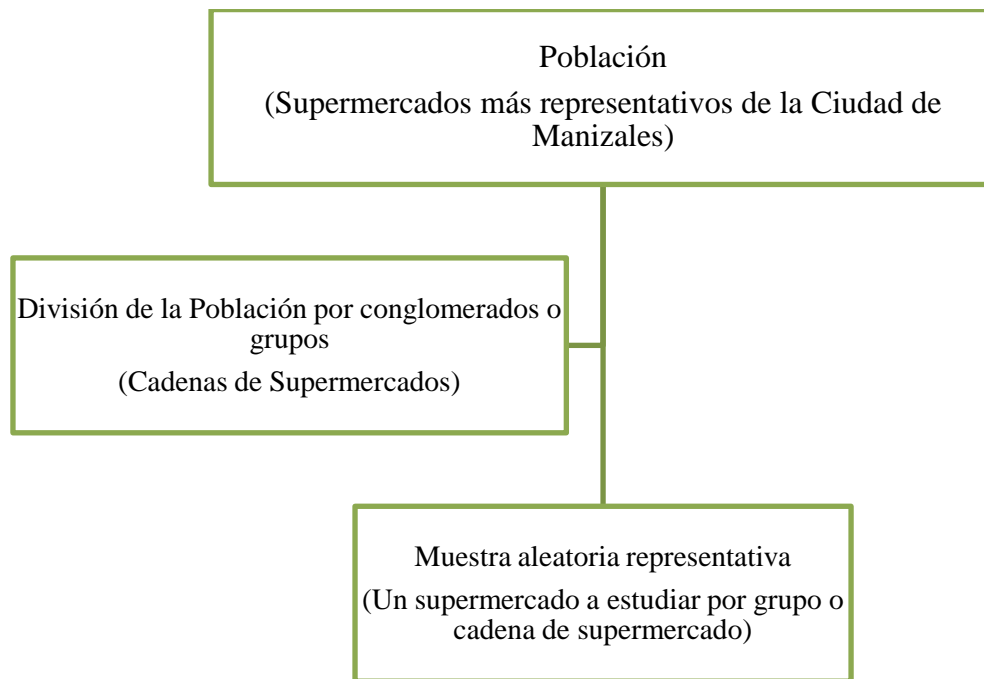 Población
(Supermercados más representativos de la Ciudad de
Manizales)
División de la Población por conglomerados o
grupos
(Cadenas de Supermercados)
Muestra aleatoria representativa
(Un supermercado a estudiar por grupo o
cadena de supermercado)